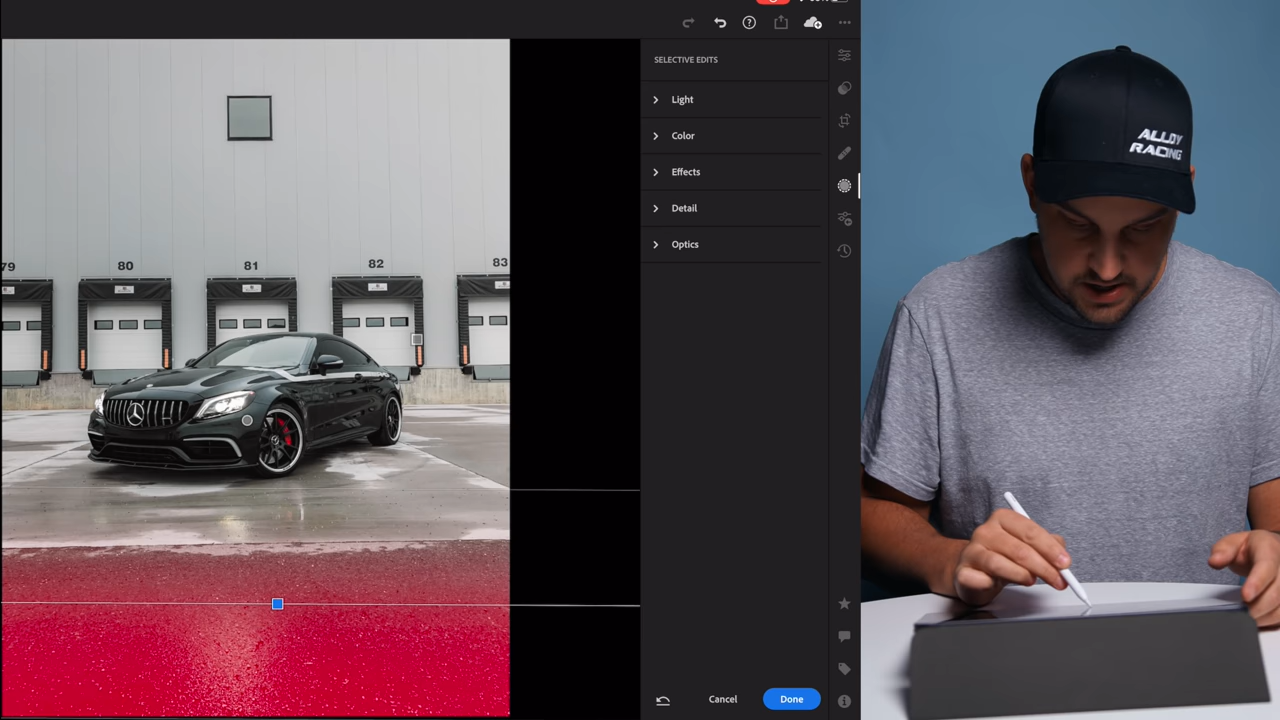 SELECTIVE EDITS
Light
Color
Effects
Detail
Optics
79
80
81
82
83
Cancel
Done
ALLOY
RACING